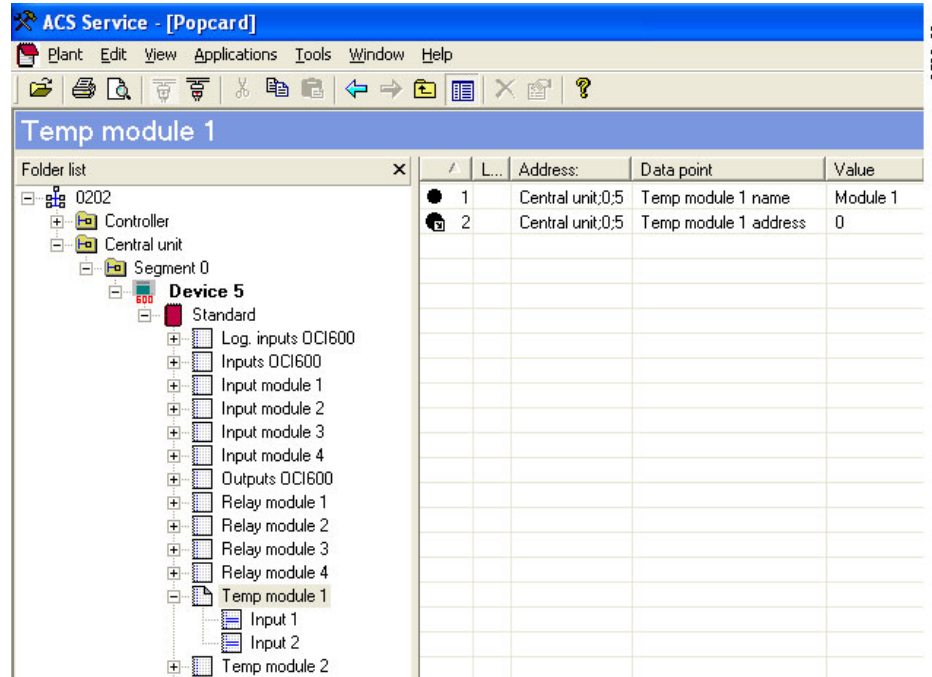 ACS Service - [Popcard]
Plant Edit View Applications Tools Window Help
Temp module 1
Folder list
L... Address: Data point Value
1 Central unit;0;5 Temp module 1 name Module 1
2 Central unit;0;5 Temp module 1 address 0
0202
Controller
Central unit
Segment 0
600 Device 5
Standard
Log. inputs OCI600
Inputs OCI600
Input module 1
Input module 2
Input module 3
Input module 4
Outputs OCI600
Relay module 1
Relay module 2
Relay module 3
Relay module 4
Temp module 1
Input 1
Input 2
Temp module 2